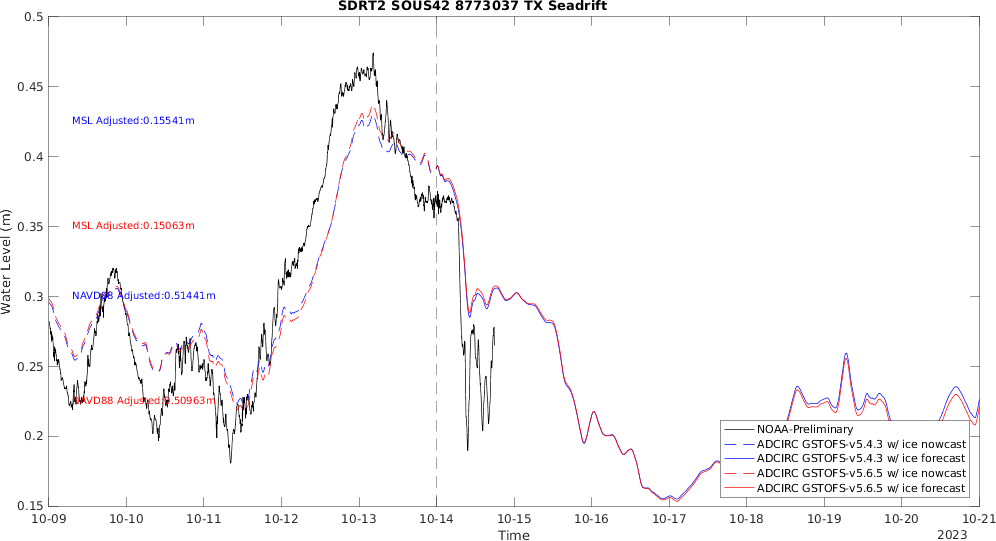 SDRT2 SOUS42 8773037 TX Seadrift
0.5
0.45
0.4
0.35
0.3
0.25
0.2
0.15
Water Level (m)
MSL Adjusted:0.15541m
MSL Adjusted:0.15063m
NAVD88 Adjusted:0.51441m
NAVD88 Adjusted:0.50963m
NOAA-Preliminary
ADCIRC GSTOFS-v5.4.3 w/ ice nowcast
ADCIRC GSTOFS-v5.4.3 w/ ice forecast
ADCIRC GSTOFS-v5.6.5 w/ ice nowcast
ADCIRC GSTOFS-v5.6.5 w/ ice forecast
10-09 10-10 10-11 10-12 10-13 10-14 10-15 10-16 10-17 10-18 10-19 10-20 10-21
Time
2023